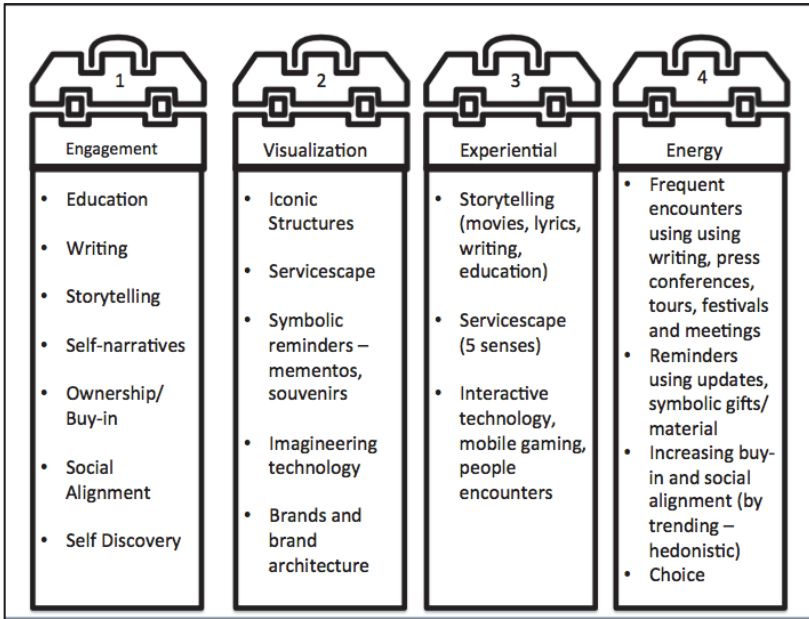 1
Engagement
• Education
• Writing
• Storytelling
• Self-narratives
• Ownership/
Buy-in
• Social
Alignment
• Self Discovery
2
Visualization
• Iconic
Structures
• Servicescape
• Symbolic
reminders –
mementos,
souvenirs
• Imagineering
technology
• Brands and
brand
architecture
3
Experiential
• Storytelling
(movies, lyrics,
writing,
education)
• Servicescape
(5 senses)
• Interactive
technology,
mobile gaming,
people
encounters
4
Energy
• Frequent
encounters
using using
writing, press
conferences,
tours, festivals
and meetings
• Reminders
using updates,
symbolic gifts/
material
• Increasing buy-
in and social
alignment (by
trending –
hedonistic)
• Choice